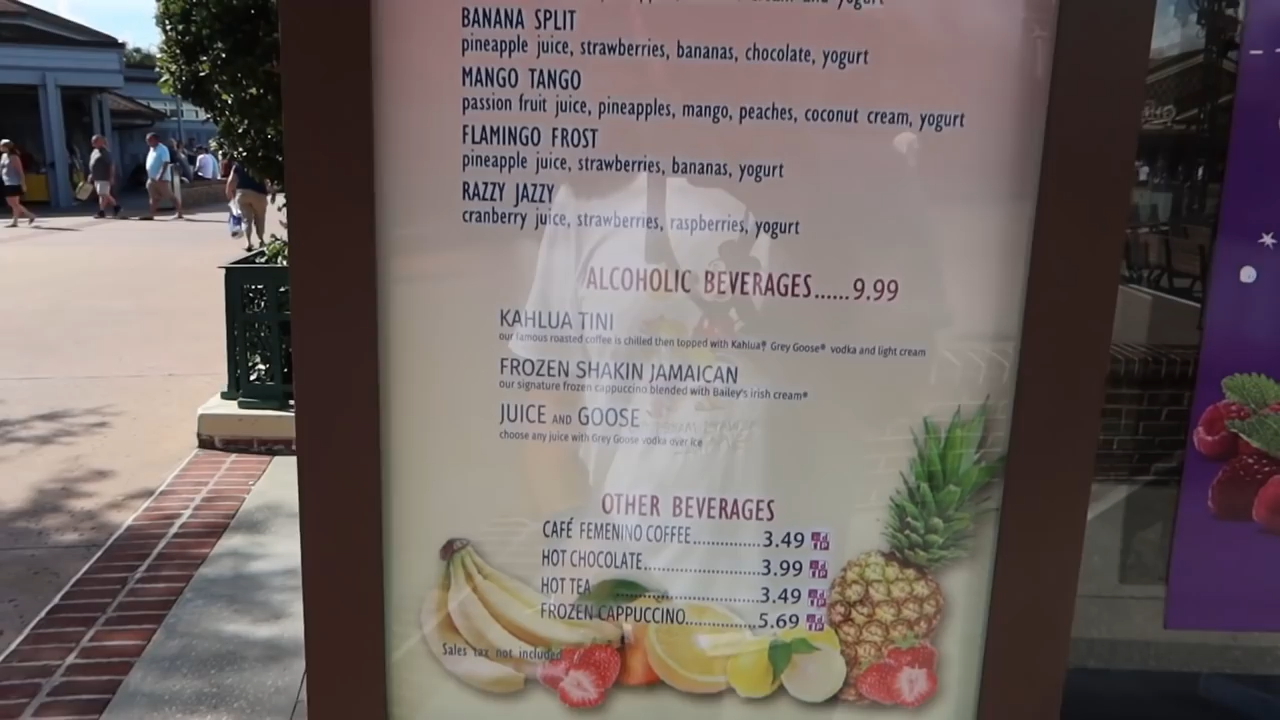 and yogurt
BANANA SPLIT
pineapple juice, strawberries, bananas, chocolate, yogurt
MANGO TANGO
passion fruit juice, pineapples, mango, peaches, coconut cream, yogurt
FLAMINGO FROST
pineapple juice, strawberries, bananas, yogurt
RAZZY JAZZY
cranberry juice, strawberries, raspberries, yogurt
ALCOHOLIC BEVERAGES......9.99
KAHLUA TINI
our famous roasted coffee is chilled then topped with Kahlua® Grey Goose® vodka and light cream
FROZEN SHAKIN JAMAICAN
our signature frozen cappuccino blended with Bailey's irish cream®
JUICE AND GOOSE
choose any juice with Grey Goose vodka over ice
OTHER BEVERAGES
CAFÉ FEMENINO COFFEE...............3.49
HOT CHOCOLATE.........................3.99
HOT TEA ..............................3.49
FROZEN CAPPUCCINO................5.69
Sales tax not included